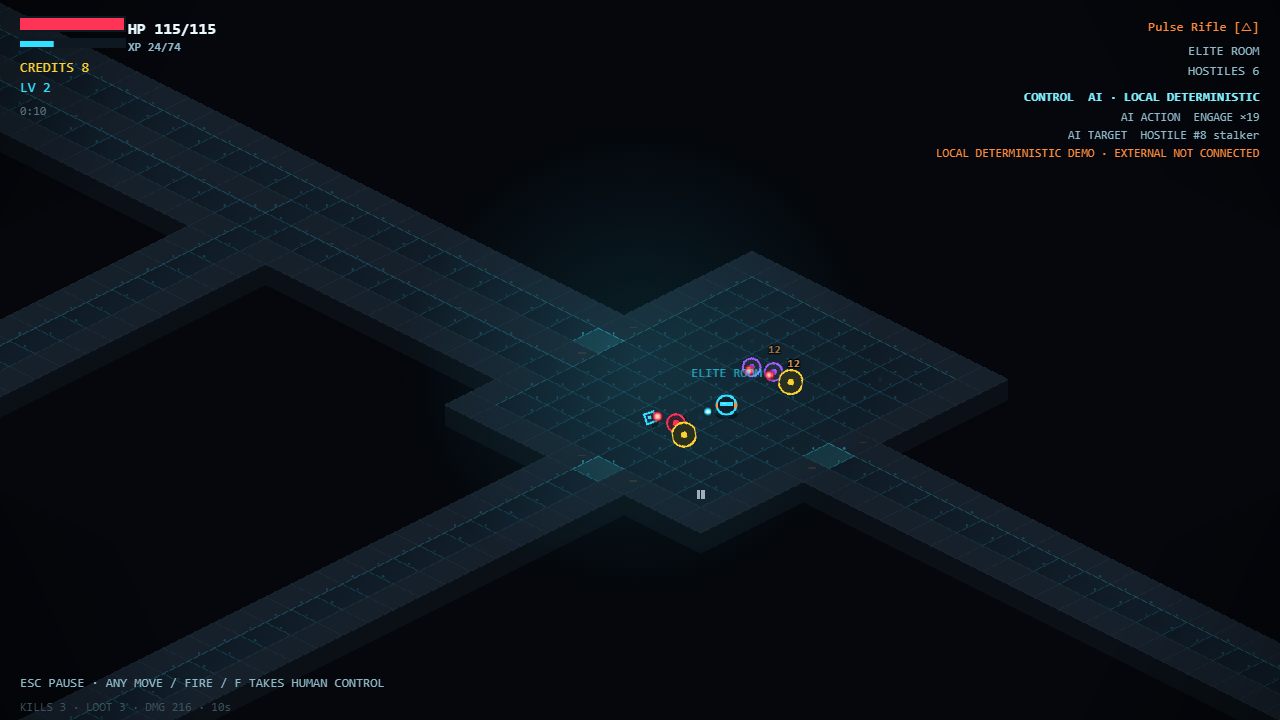 HP 115/115
XP 24/74
CREDITS 8
LV 2
0:10
Pulse Rifle [△]
ELITE ROOM
HOSTILES 6
CONTROL AI · LOCAL DETERMINISTIC
AI ACTION ENGAGE ×19
AI TARGET HOSTILE #8 stalker
LOCAL DETERMINISTIC DEMO · EXTERNAL NOT CONNECTED
12
12
ELITE ROOM
ESC PAUSE · ANY MOVE / FIRE / F TAKES HUMAN CONTROL
KILLS 3 · LOOT 3 · DMG 216 · 10s